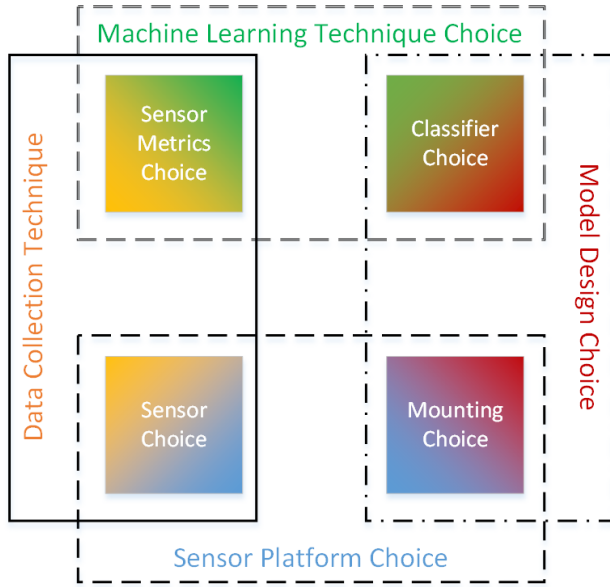 Machine Learning Technique Choice
Data Collection Technique
Sensor
Metrics
Choice
Classifier
Choice
Model Design Choice
Sensor
Choice
Mounting
Choice
Sensor Platform Choice